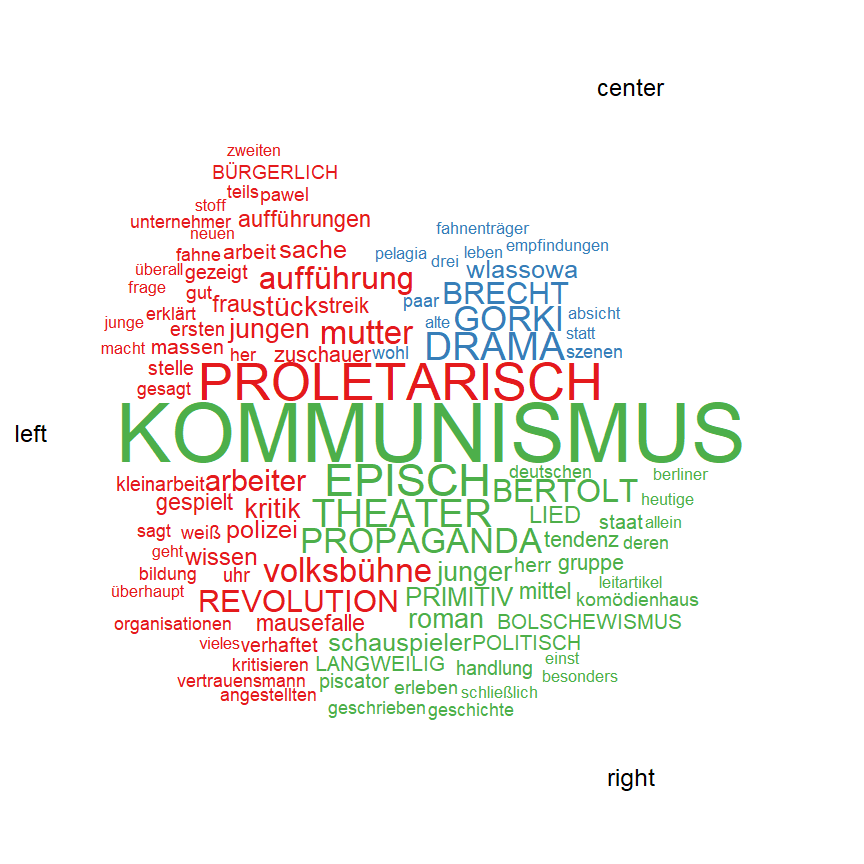 center
zweiten
BÜRGERLICH
teils pawel
stoff
unternehmer aufführungen
neuen
fahnenträger
fahne arbeit sache pelagia drei leben empfindungen
überall gezeigt aufführung wlassowa
frage gut frau stück streik paar BRECHT
erklärt GORKI absicht
junge ersten jungen mutter alte statt
macht massen her zuschauer wohl DRAMA szenen
stelle PROLETARISCH
gesagt
left KOMMUNISMUS
kleinarbeit arbeiter EPISCH deutschen berliner
gespielt kritik BERTOLT heutige
THEATER LIED staat allein
sagt weiß polizei PROPAGANDA tendenz deren
geht wissen
bildung uhr volksbühne junger herr gruppe
überhaupt leitartikel
REVOLUTION PRIMITIV mittel komödienhaus
organisationen mausefalle roman BOLSCHEWISMUS
vieles verhaftet schauspieler POLITISCH
kritisieren LANGWEILIG handlung einst
vertrauensmann piscator erleben besonders
angestellten schließlich
geschrieben geschichte
right